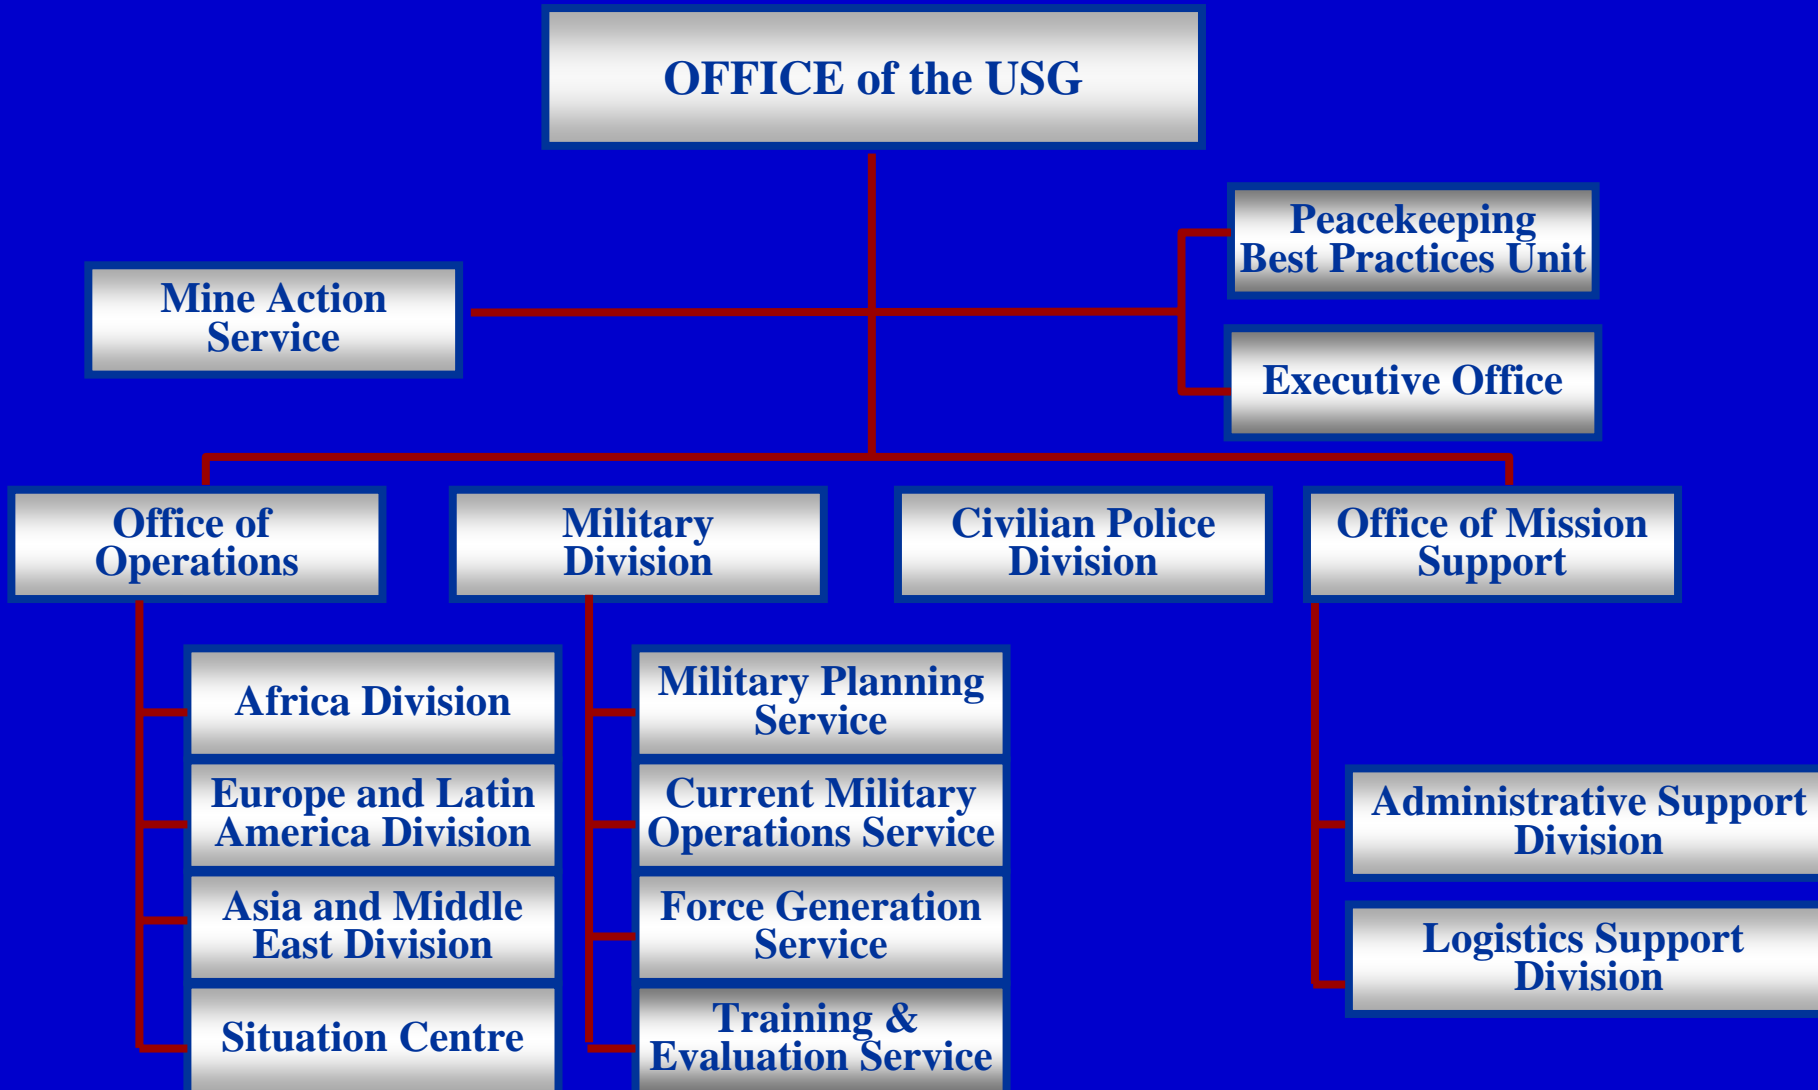 OFFICE of the USG
Peacekeeping
Best Practices Unit
Mine Action
Service
Executive Office
Office of
Operations
Military
Division
Civilian Police
Division
Office of Mission
Support
Africa Division
Europe and Latin
America Division
Asia and Middle
East Division
Situation Centre
Military Planning
Service
Current Military
Operations Service
Force Generation
Service
Training &
Evaluation Service
Administrative Support
Division
Logistics Support
Division